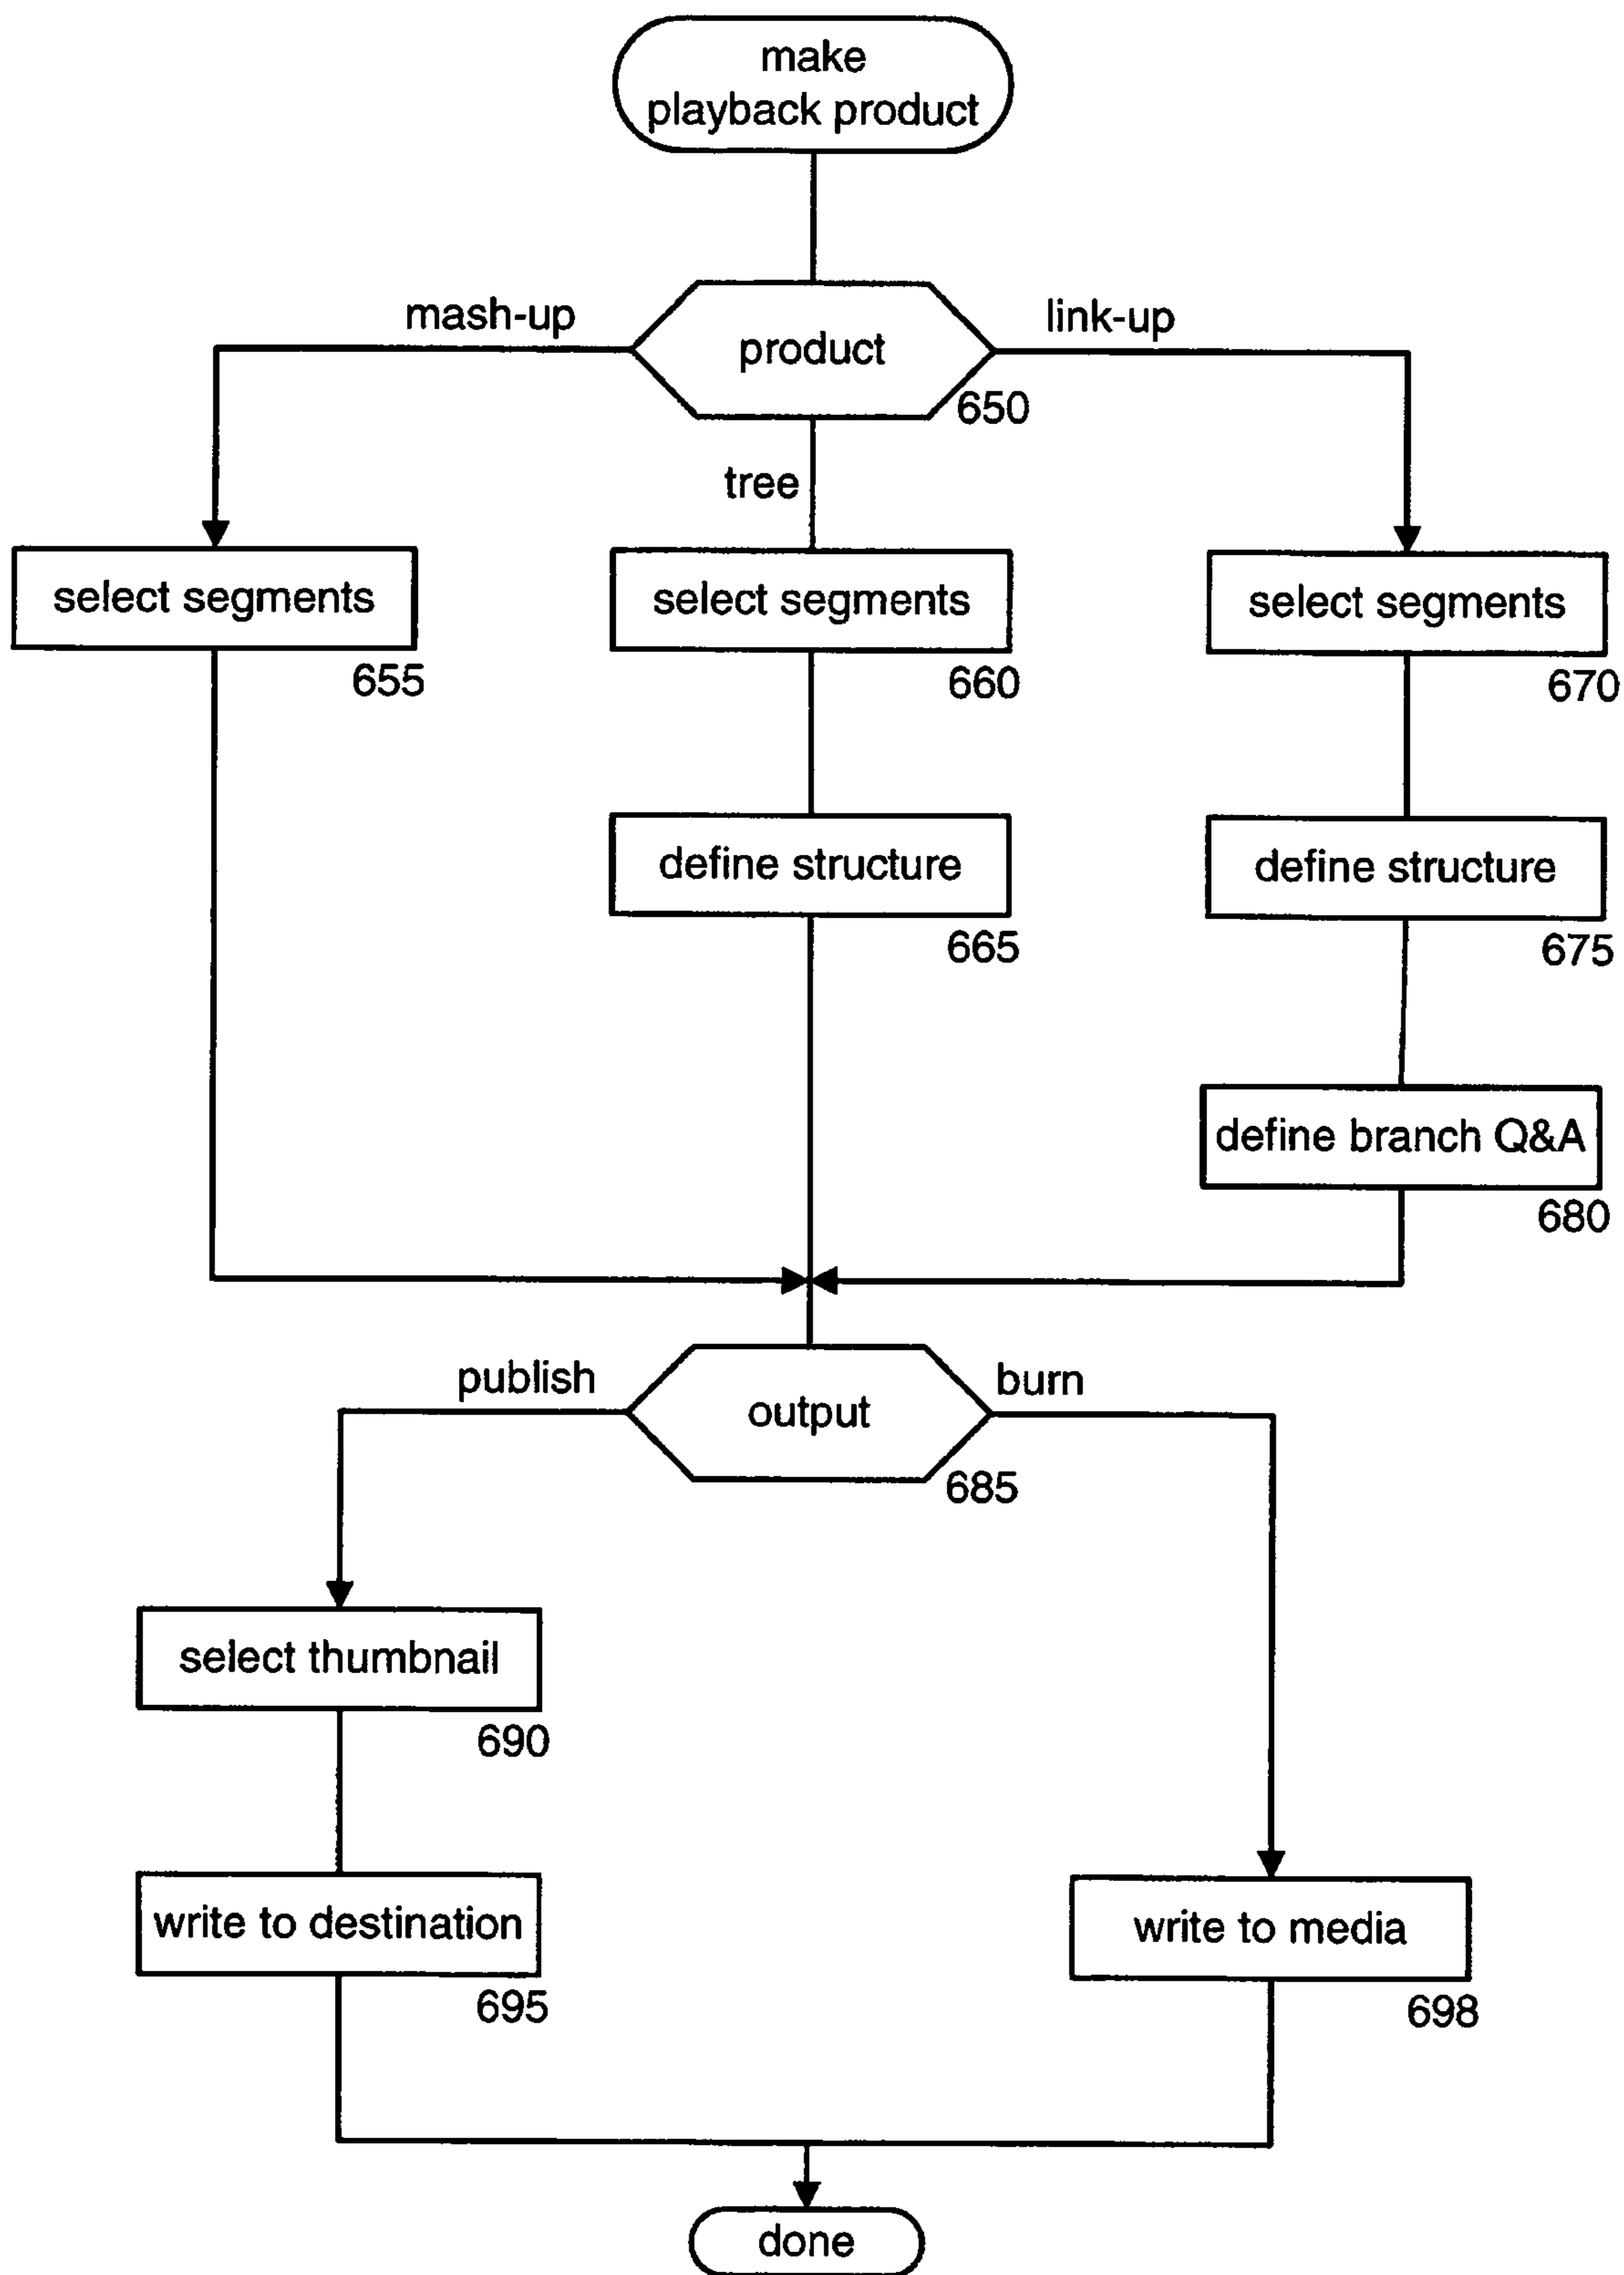 make
playback product
mash-up
link-up
product
650
tree
select segments
select segments
select segments
655
660
670
define structure
define structure
665
675
define branch Q&A
680
publish
burn
output
685
select thumbnail
690
write to destination
write to media
695
698
done